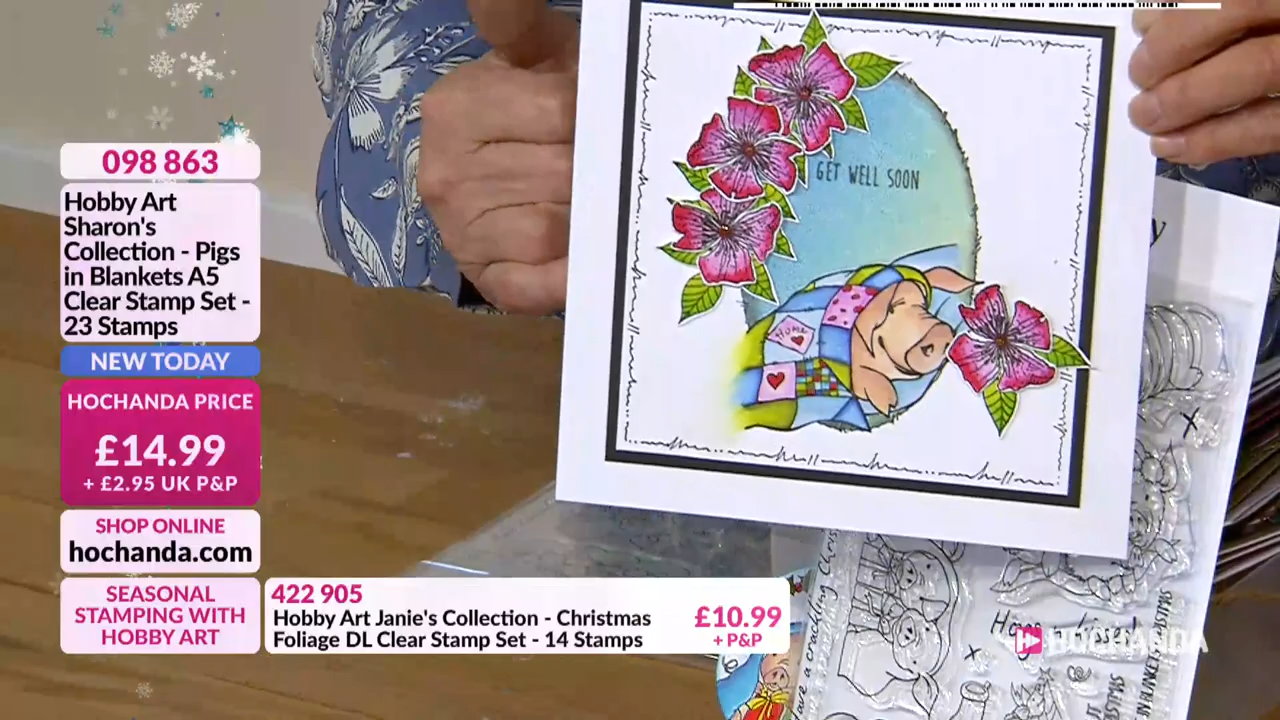 098 863
Hobby Art
Sharon's
Collection - Pigs
in Blankets A5
Clear Stamp Set -
23 Stamps
NEW TODAY
HOCHANDA PRICE
£14.99
+ £2.95 UK P&P
SHOP ONLINE
hochanda.com
SEASONAL
STAMPING WITH
HOBBY ART
422 905
Hobby Art Janie's Collection - Christmas
Foliage DL Clear Stamp Set - 14 Stamps
£10.99
+ P&P
GET WELL SOON
HOCHANDA